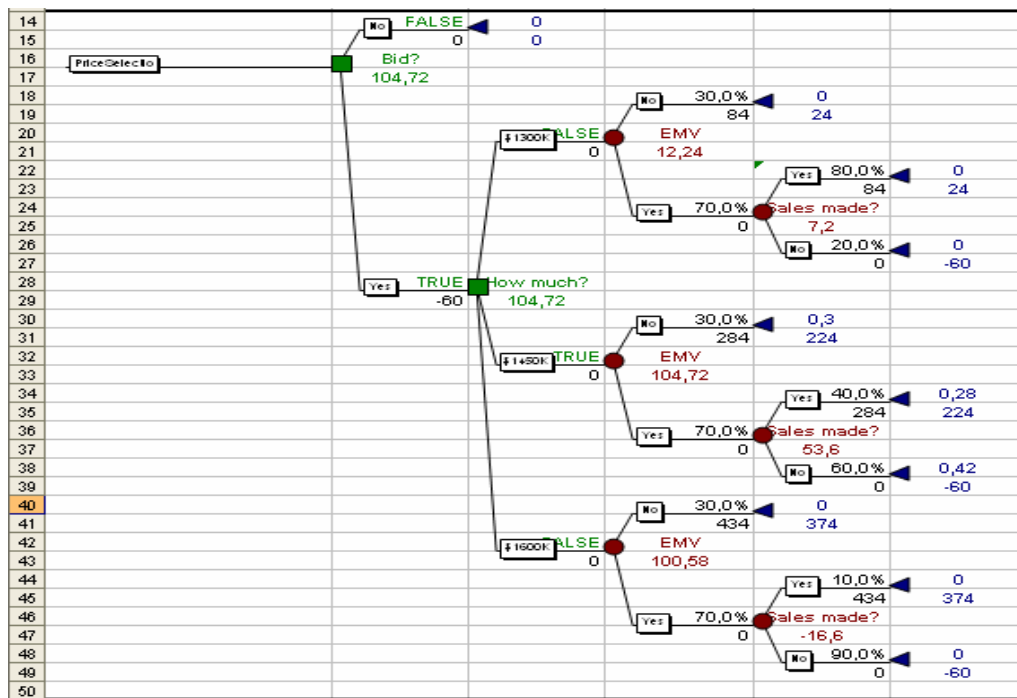 14 No FALSE 0
15 0 0
16 PriceSelectio Bid?
17 104,72
18 No 30,0% 0
19 84 24
20 $1300K FALSE EMV
21 0 12,24
22 Yes 80,0% 0
23 84 24
24 Yes 70,0% Sales made?
25 0 7,2
26 No 20,0% 0
27 0 -60
28 Yes TRUE How much?
29 -60 104,72
30 No 30,0% 0,3
31 284 224
32 $1450K TRUE EMV
33 0 104,72
34 Yes 40,0% 0,28
35 284 224
36 Yes 70,0% Sales made?
37 0 53,6
38 No 60,0% 0,42
39 0 -60
40 No 30,0% 0
41 434 374
42 $1600K FALSE EMV
43 0 100,58
44 Yes 10,0% 0
45 434 374
46 Yes 70,0% Sales made?
47 0 -16,6
48 No 90,0% 0
49 0 -60
50